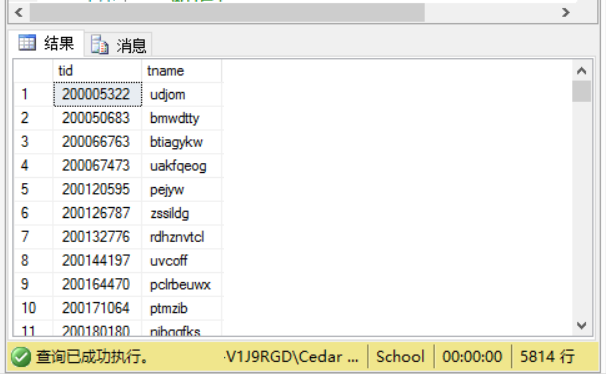 结果 消息
tid tname
1 200005322 udjom
2 200050683 bmwdtty
3 200066763 btiagykw
4 200067473 uakfqeog
5 200120595 pejyw
6 200126787 zssildg
7 200132776 rdhznvtcl
8 200144197 uvcoff
9 200164470 pclrbeuwx
10 200171064 ptmzib
11 200180180
查询已成功执行。 -V1J9RGD\Cedar ... School 00:00:00 5814 行